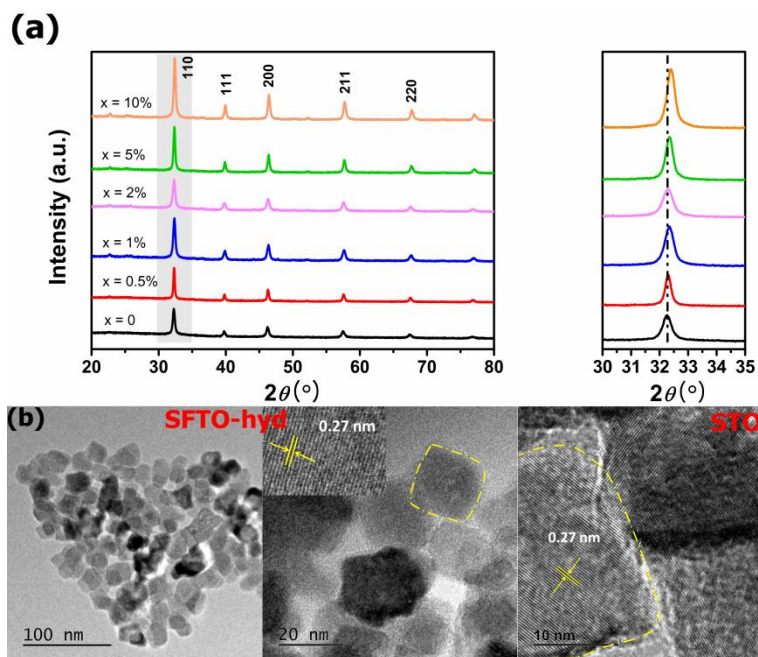 (a)
Intensity (a.u.)
110
111
200
211
220
x = 10%
x = 5%
x = 2%
x = 1%
x = 0.5%
x = 0
20 30 40 50 60 70 80
2θ(°)
30 31 32 33 34 35
2θ(°)
(b)
SFTO-hyd
100 nm
0.27 nm
20 nm
STO
0.27 nm
10 nm